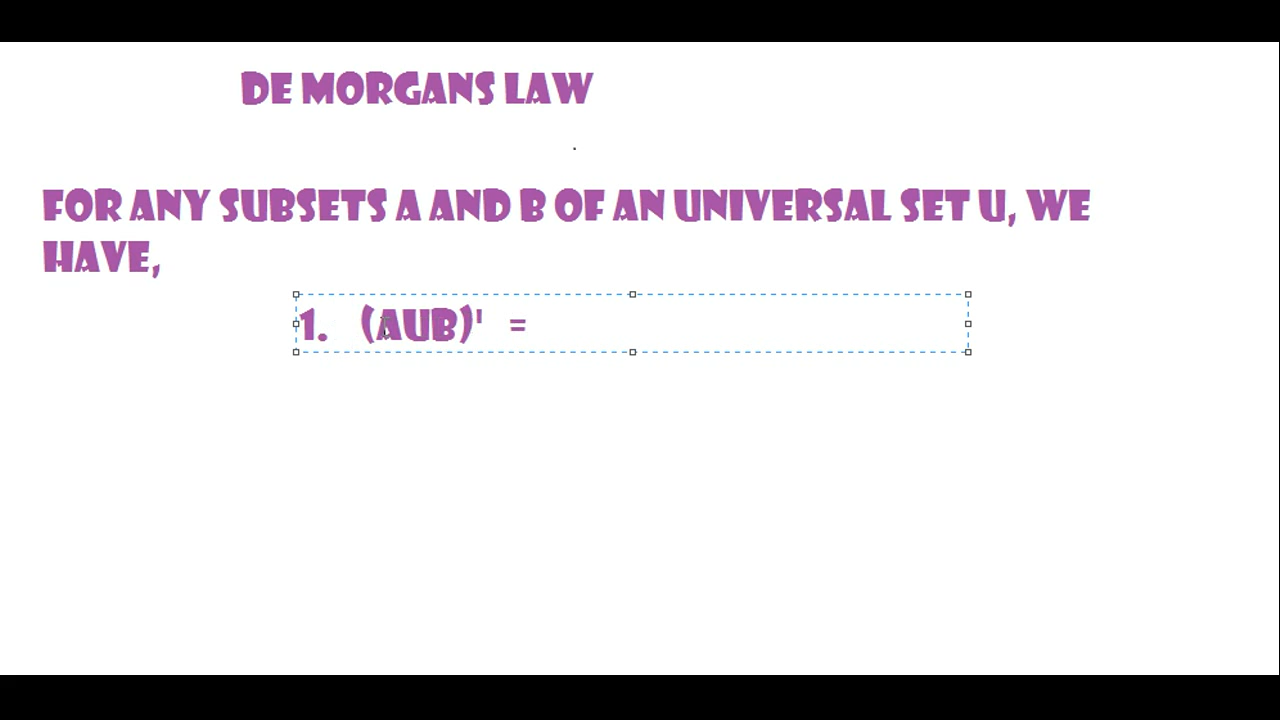 DE MORGANS LAW
FOR ANY SUBSETS A AND B OF AN UNIVERSAL SET U, WE
HAVE,
1. (AUB)' =